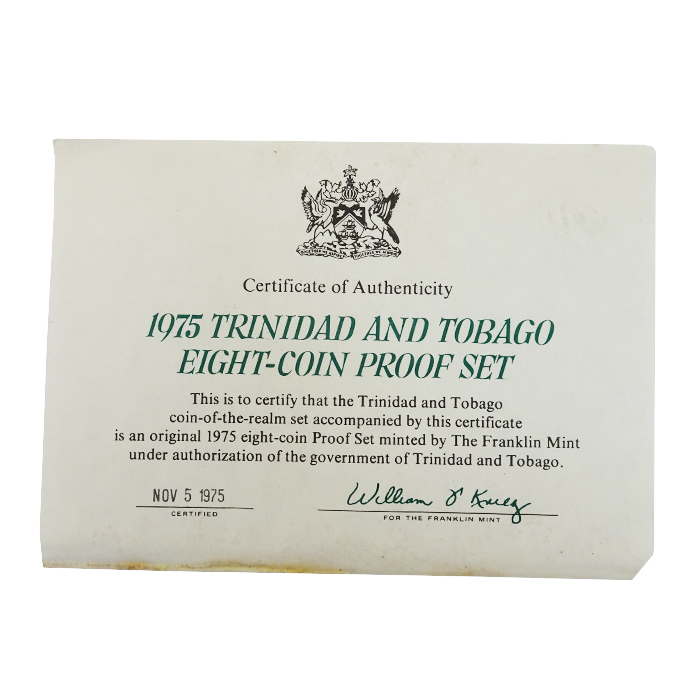 Certificate of Authenticity
1975 TRINIDAD AND TOBAGO
EIGHT-COIN PROOF SET
This is to certify that the Trinidad and Tobago
coin-of-the-realm set accompanied by this certificate
is an original 1975 eight-coin Proof Set minted by The Franklin Mint
under authorization of the government of Trinidad and Tobago.
NOV 5 1975
CERTIFIED
William
FOR THE FRANKLIN MINT